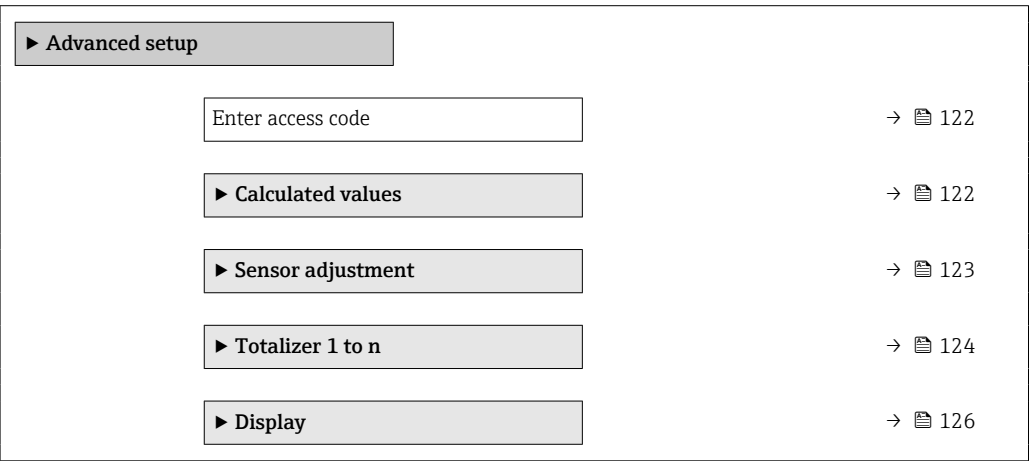 ▶ Advanced setup
Enter access code → 122
▶ Calculated values → 122
▶ Sensor adjustment → 123
▶ Totalizer 1 to n → 124
▶ Display → 126